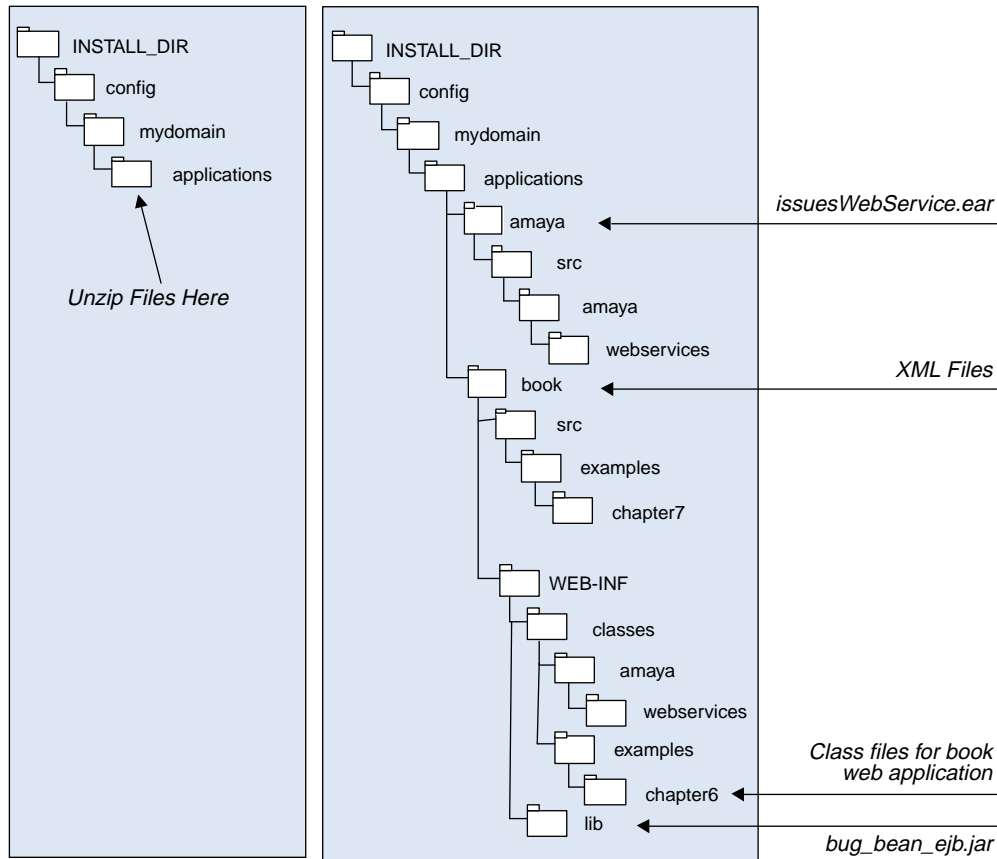 INSTALL_DIR
config
mydomain
applications
Unzip Files Here
INSTALL_DIR
config
mydomain
applications
amaya
issuesWebService.ear
src
amaya
webservices
book
XML Files
src
examples
chapter7
WEB-INF
classes
amaya
webservices
examples
chapter6
Class files for book
web application
lib
bug_bean_ejb.jar